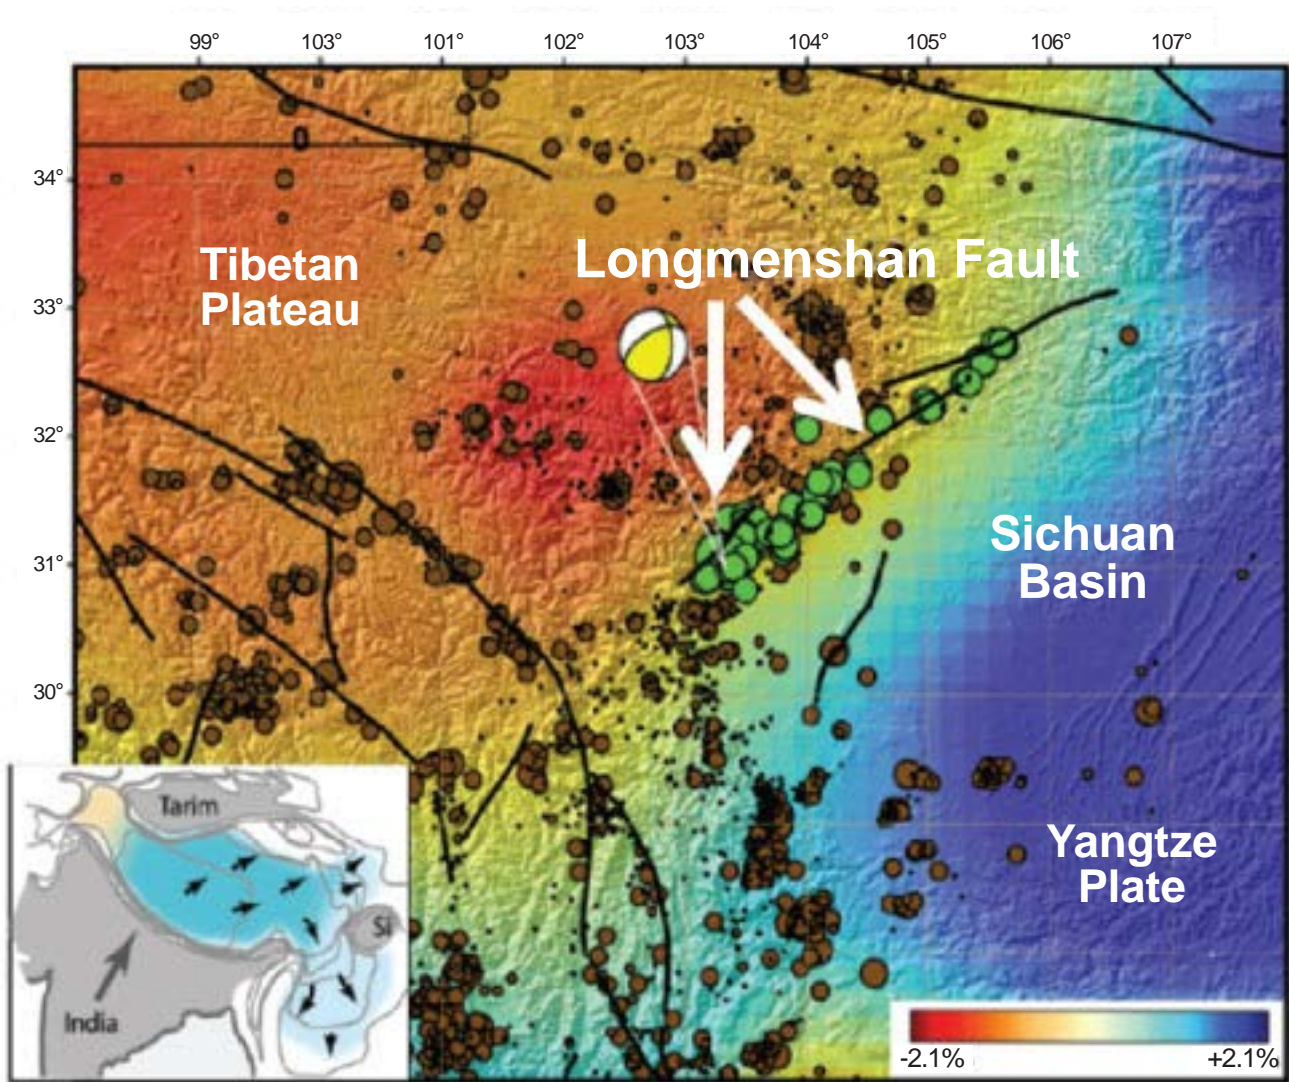 99° 103° 101° 102° 103° 104° 105° 106° 107°
0
34°
Tibetan
Plateau
Longmenshan Fault
33°
32°
Sichuan
Basin
31°
30°
Tarim
Si
India
Yangtze
Plate
-2.1% +2.1%